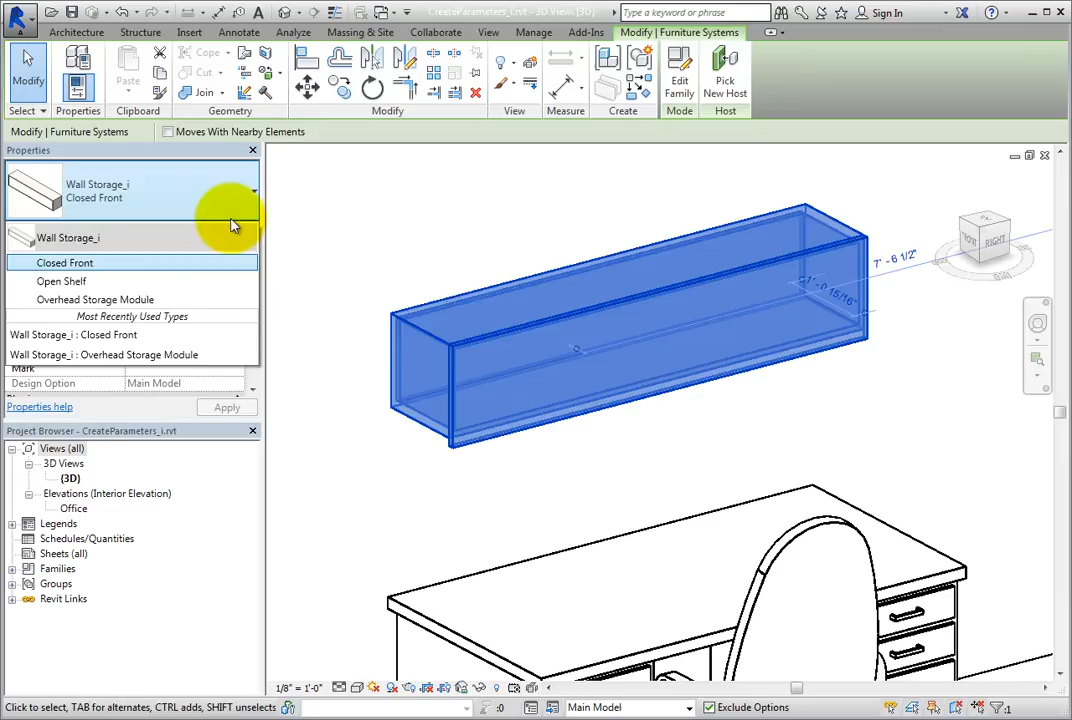 CreateParameters_i.rvt - 3D View: {3D}
Type a keyword or phrase
Sign In
Architecture Structure Insert Annotate Analyze Massing & Site Collaborate View Manage Add-Ins Modify | Furniture Systems
Modify
Paste
Cope
Cut
Join
Edit Family
Pick New Host
Select Properties Clipboard Geometry Modify View Measure Create Mode Host
Modify | Furniture Systems
Moves With Nearby Elements
Properties
Wall Storage_i
Closed Front
Wall Storage_i
Closed Front
Open Shelf
Overhead Storage Module
Most Recently Used Types
Wall Storage_i : Closed Front
Wall Storage_i : Overhead Storage Module
Mark
Design Option Main Model
Properties help
Apply
Project Browser - CreateParameters_i.rvt
Views (all)
3D Views
{3D}
Elevations (Interior Elevation)
Office
Legends
Schedules/Quantities
Sheets (all)
Families
Groups
Revit Links
7' - 6 1/2"
1' - 0 15/16"
FRONT
RIGHT
1/8" = 1'-0"
Click to select, TAB for alternates, CTRL adds, SHIFT unselects
:0
Main Model
Exclude Options
:1